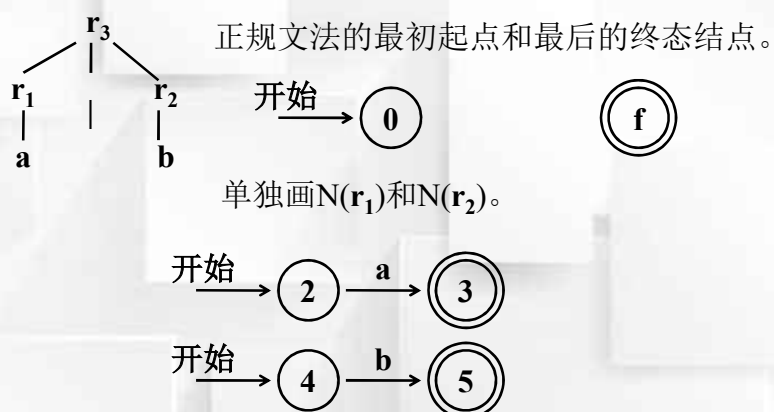 r₃
正规文法的最初起点和最后的终态结点。
r₁ | r₂
a b
开始 0 f
单独画N(r₁)和N(r₂)。
开始 2 a 3
开始 4 b 5